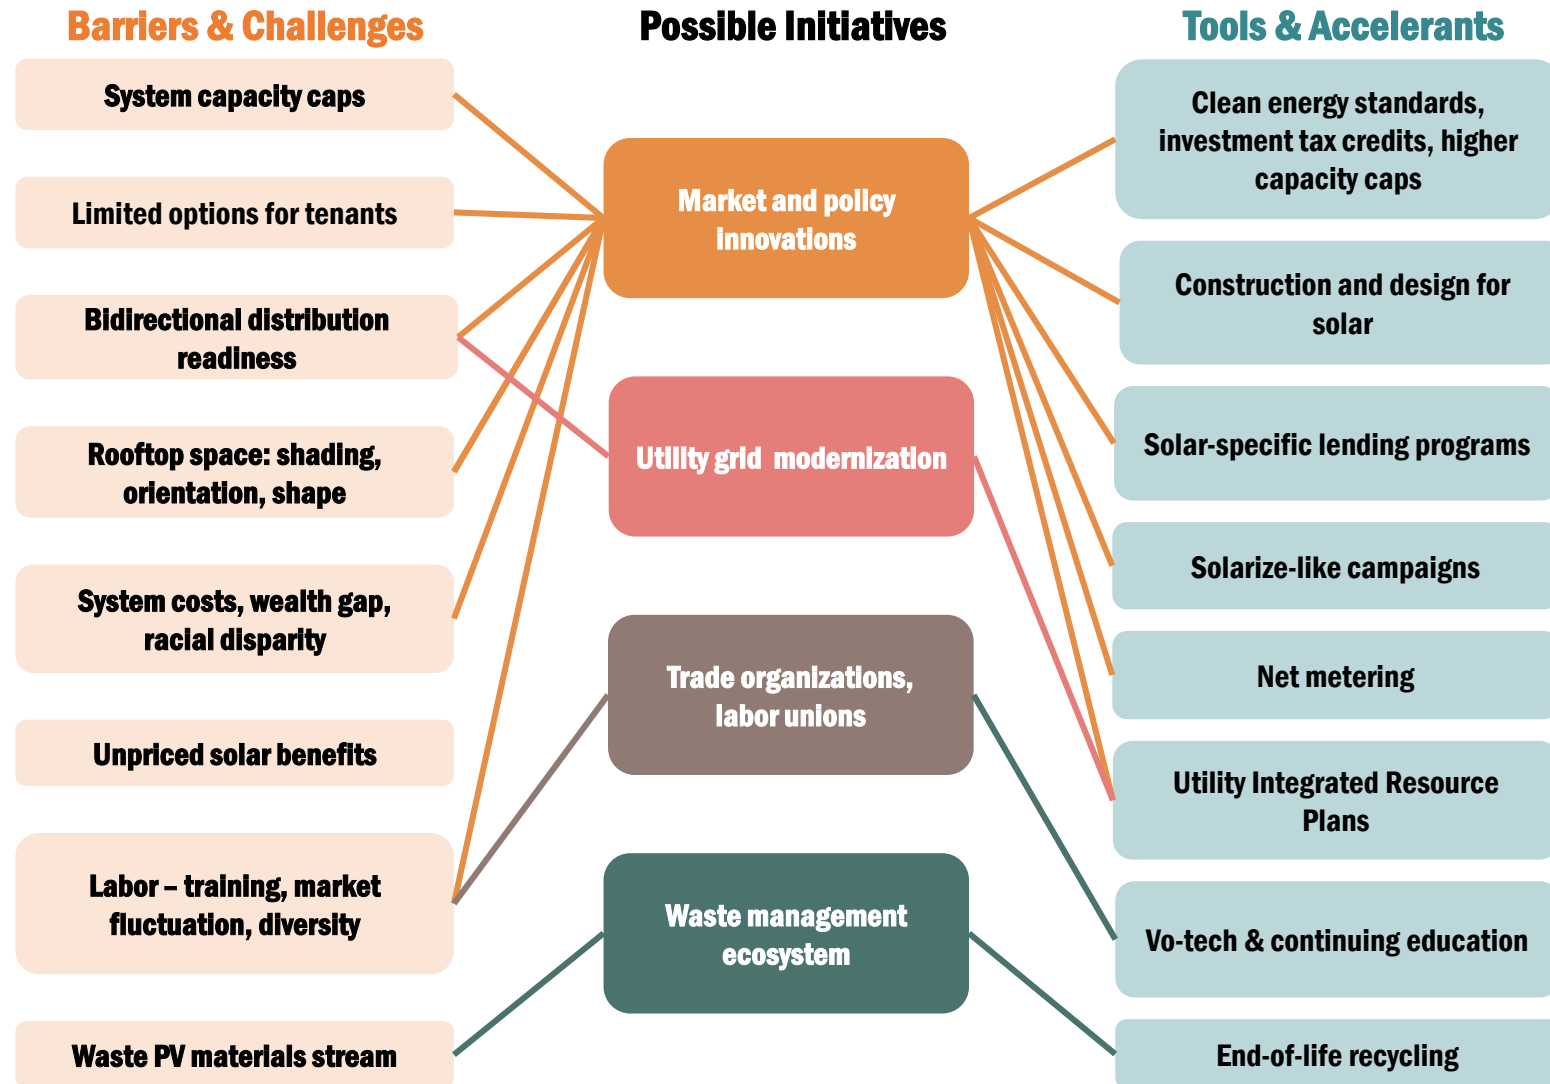 Barriers & Challenges
Possible Initiatives
Tools & Accelerants
System capacity caps
Limited options for tenants
Bidirectional distribution
readiness
Rooftop space: shading,
orientation, shape
System costs, wealth gap,
racial disparity
Unpriced solar benefits
Labor – training, market
fluctuation, diversity
Waste PV materials stream
Market and policy
innovations
Utility grid  modernization
Trade organizations,
labor unions
Waste management
ecosystem
Clean energy standards,
investment tax credits, higher
capacity caps
Construction and design for
solar
Solar-specific lending programs
Solarize-like campaigns
Net metering
Utility Integrated Resource
Plans
Vo-tech & continuing education
End-of-life recycling